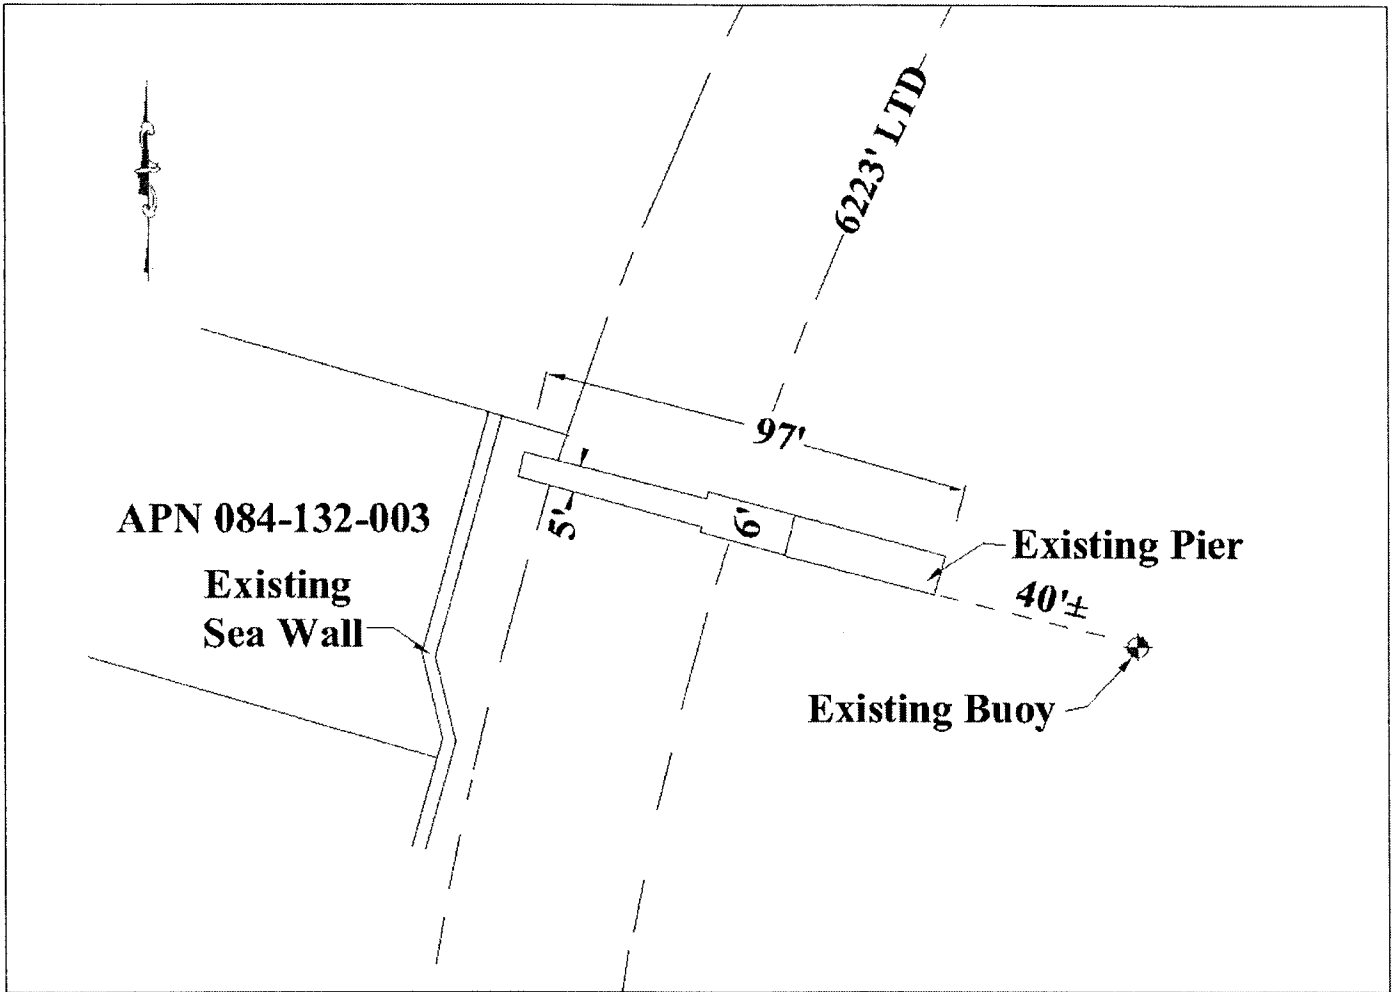 6223' LTD
97'
APN 084-132-003
5'
6'
Existing Pier
Existing
Sea Wall
40'±
Existing Buoy